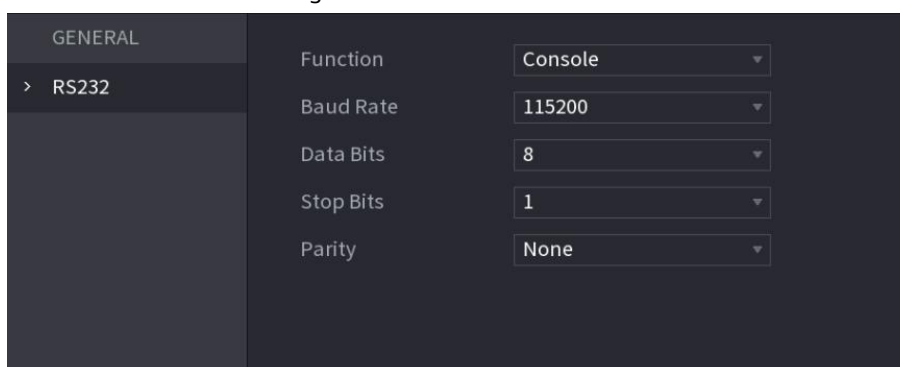 GENERAL
> RS232
Function Console
Baud Rate 115200
Data Bits 8
Stop Bits 1
Parity None